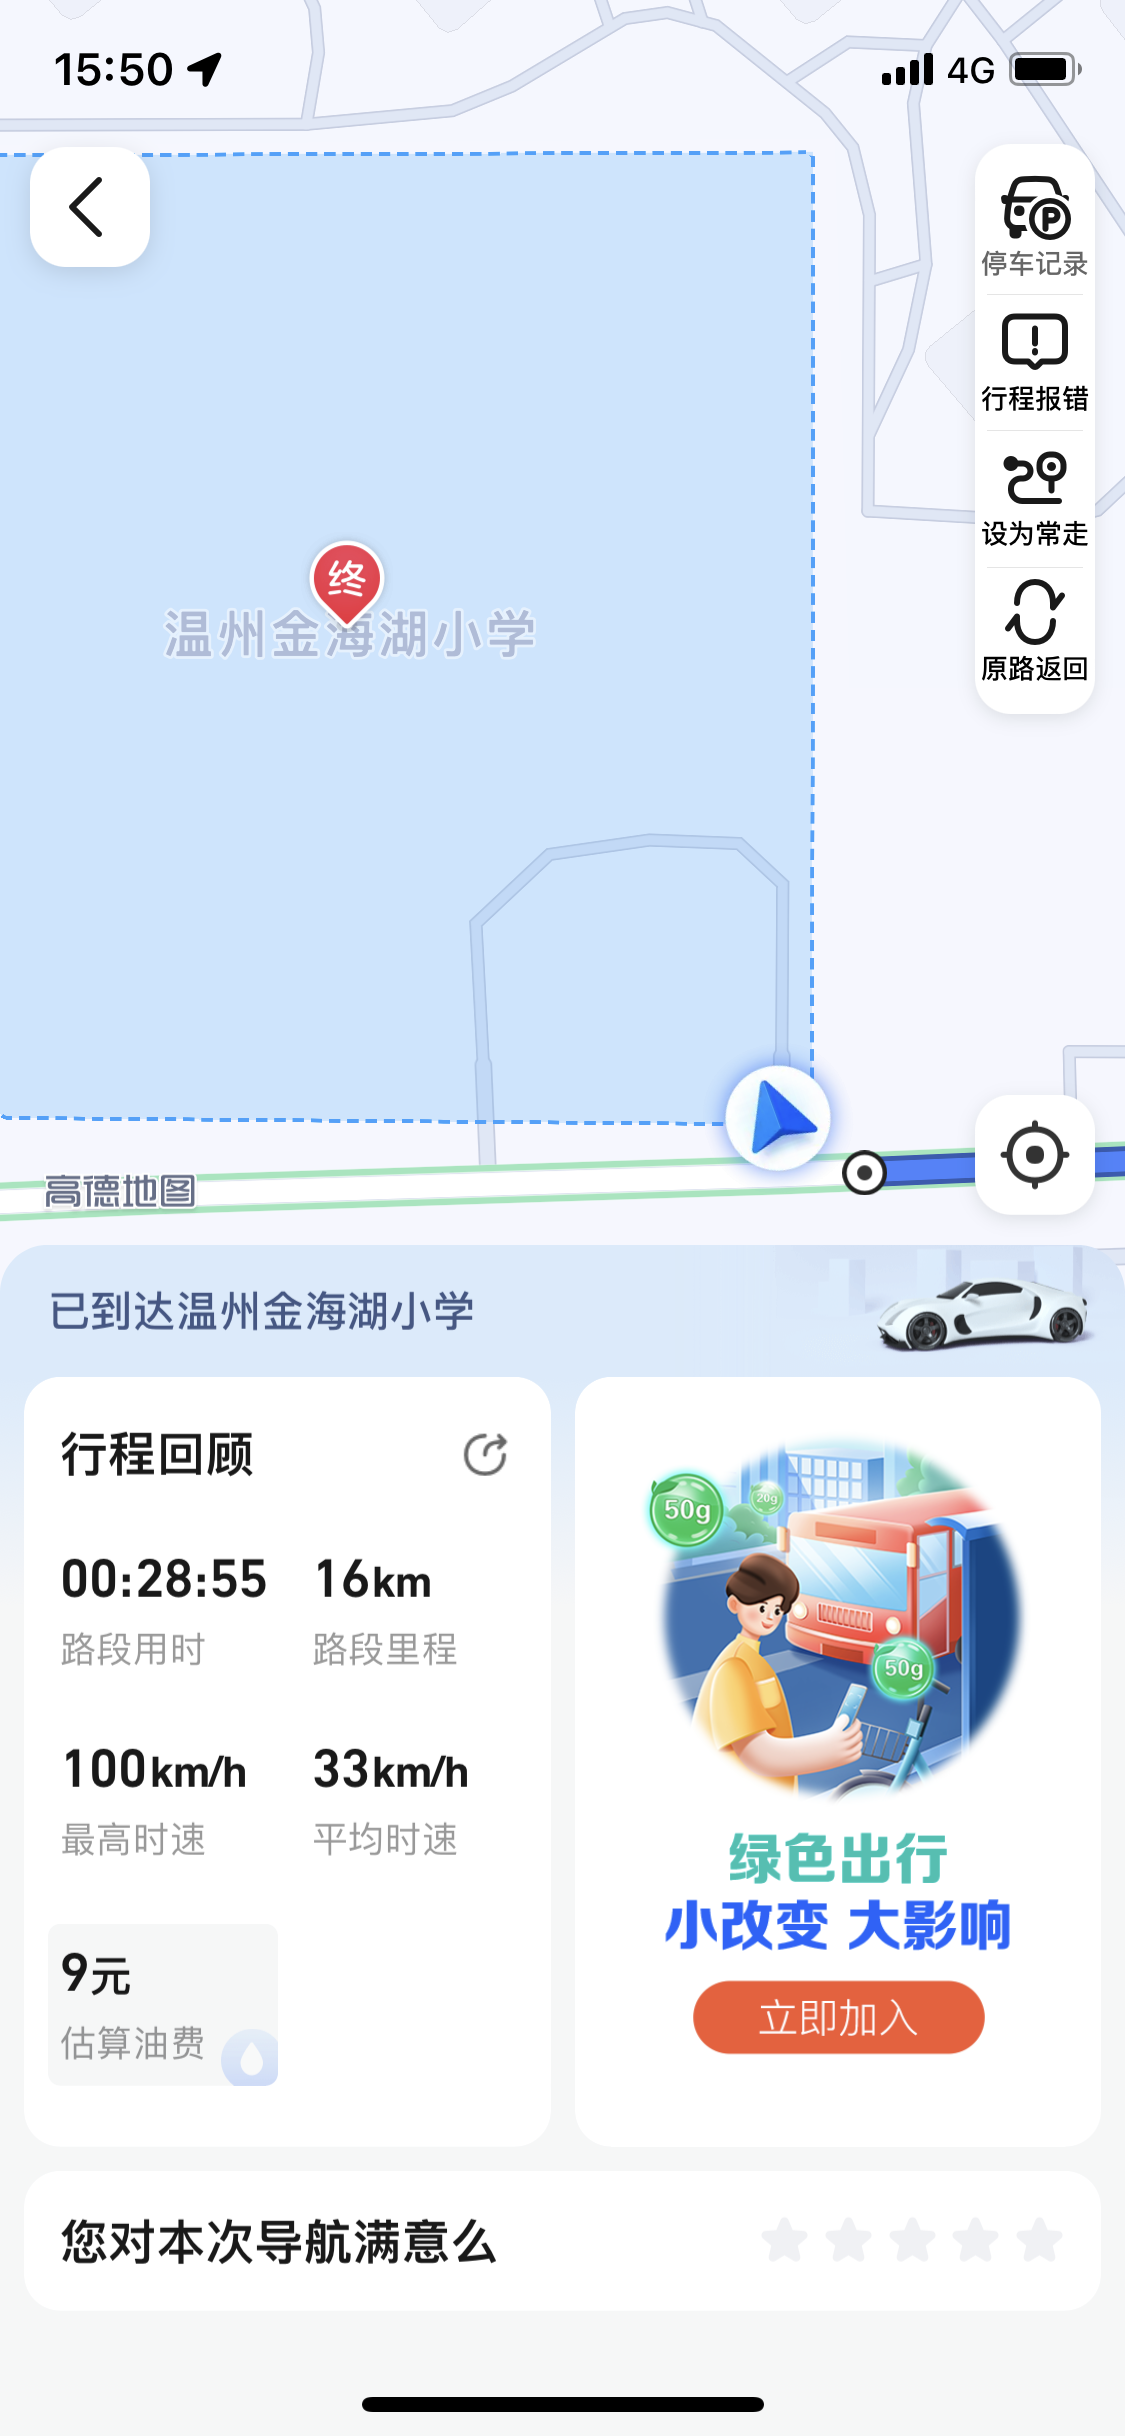 15:50
4G
停车记录
行程报错
设为常走
原路返回
终
温州金海湖小学
高德地图
已到达温州金海湖小学
行程回顾
00:28:55 16km
路段用时 路段里程
100km/h 33km/h
最高时速 平均时速
9元
估算油费
50g
20g
50g
绿色出行
小改变 大影响
立即加入
您对本次导航满意么